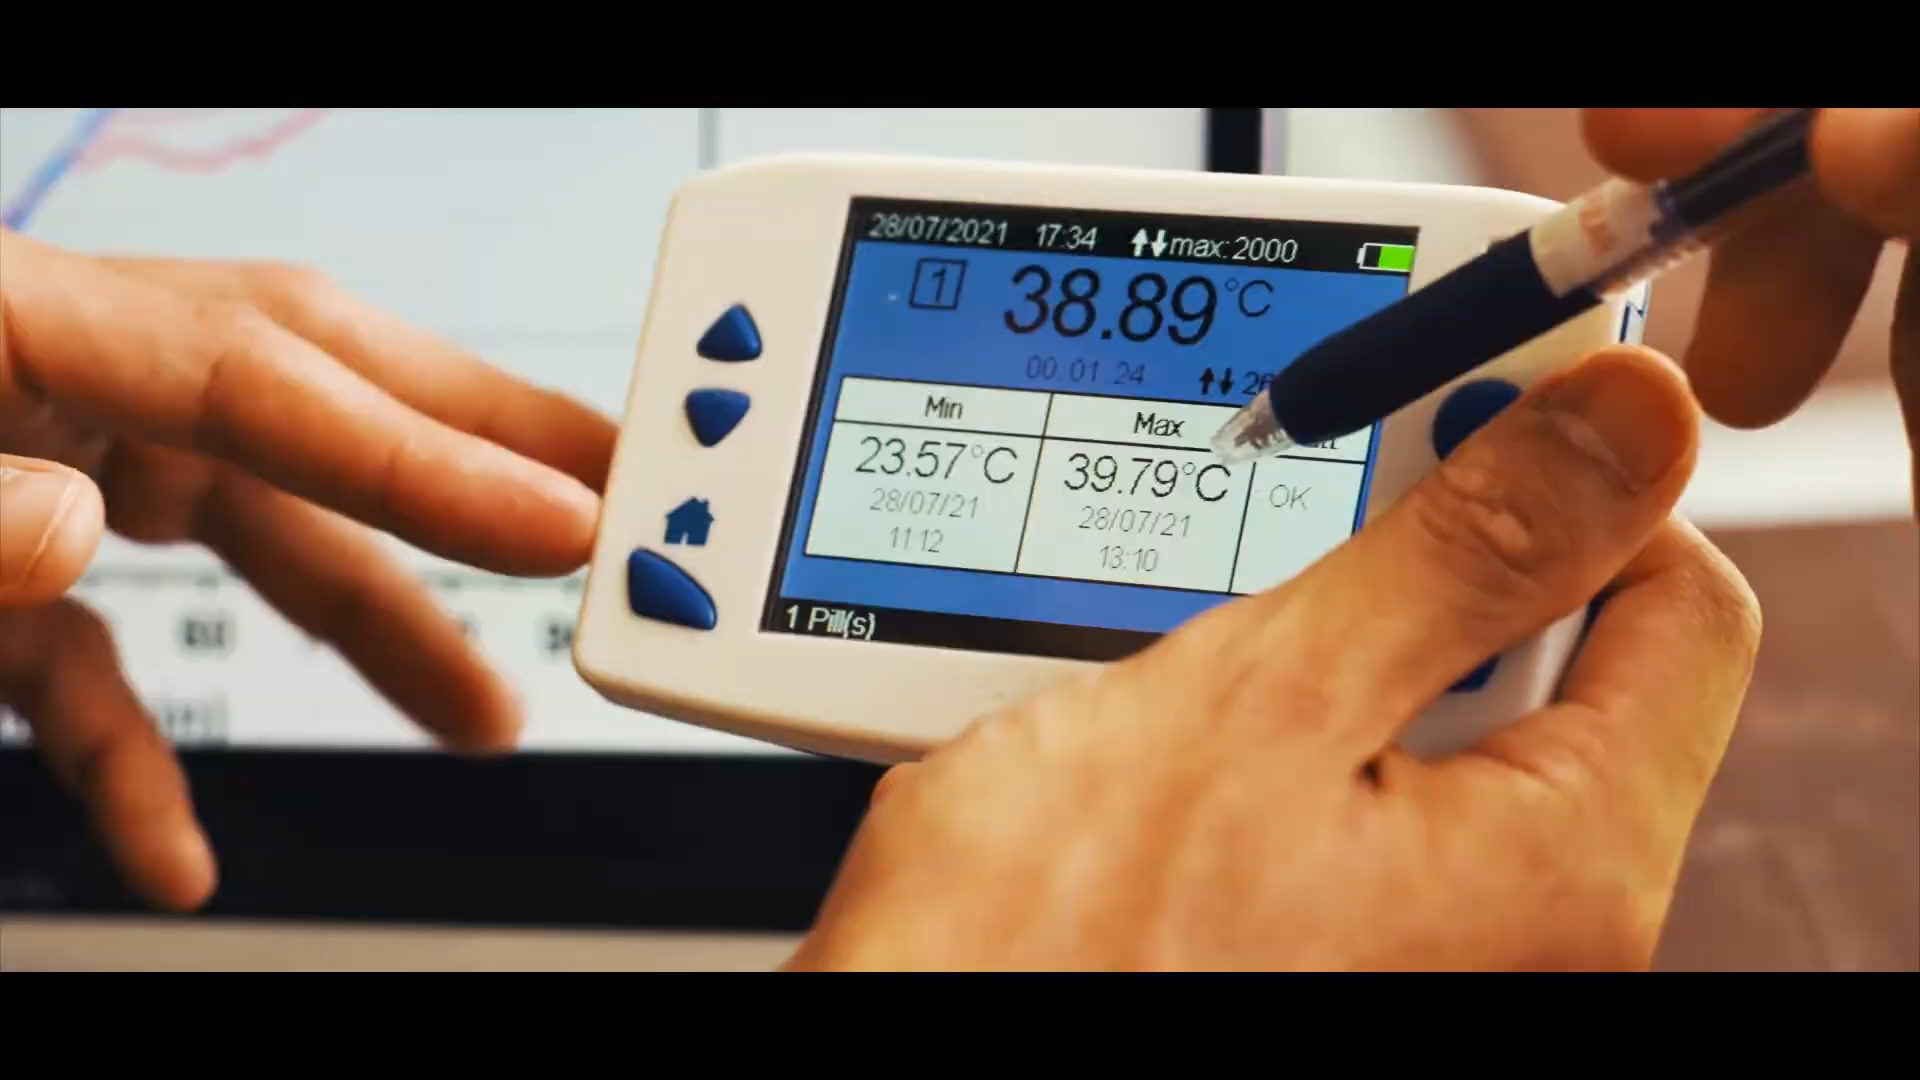 28/07/2021 17:34 max: 2000
1 38.89°C
00:01:24
Min Max
23.57°C 39.79°C OK
28/07/21 28/07/21
11:12 13:10
1 Pill(s)
60